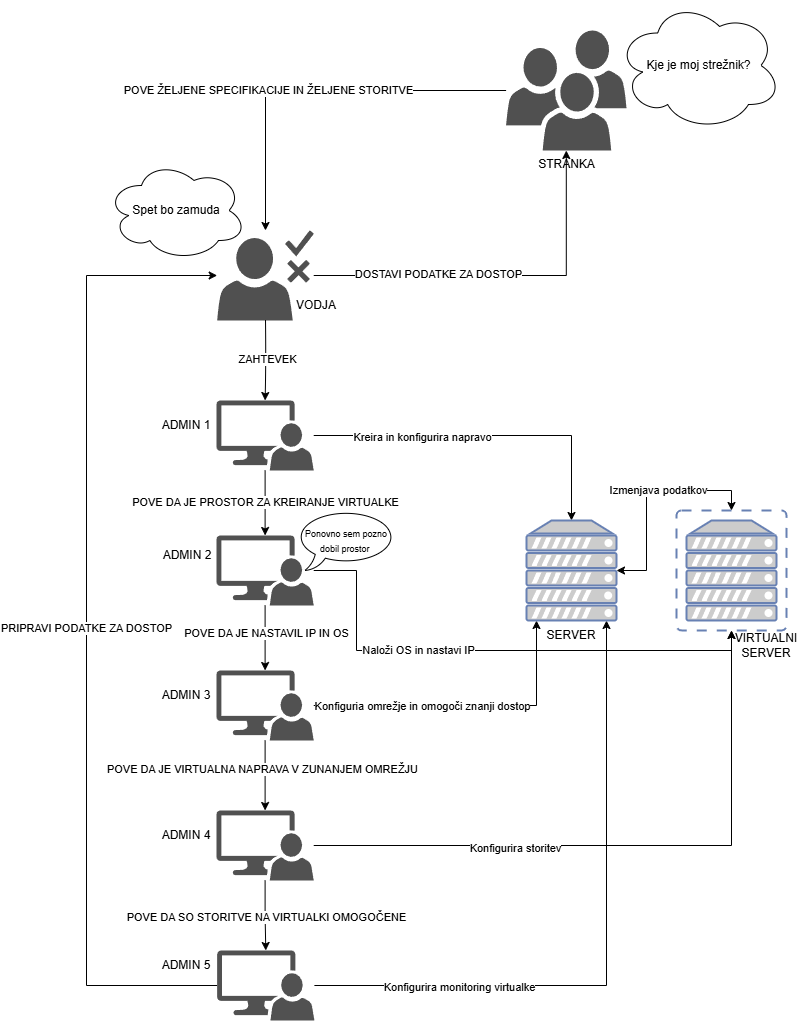 Kje je moj strežnik?
POVE ŽELJENE SPECIFIKACIJE IN ŽELJENE STORITVE
STRANKA
Spet bo zamuda
DOSTAVI PODATKE ZA DOSTOP
VODJA
ZAHTEVEK
ADMIN 1
Kreira in konfigurira napravo
Izmenjava podatkov
POVE DA JE PROSTOR ZA KREIRANJE VIRTUALKE
Ponovno sem pozno
dobil prostor
ADMIN 2
PRIPRAVI PODATKE ZA DOSTOP
POVE DA JE NASTAVIL IP IN OS
SERVER
VIRTUALNI
SERVER
Naloži OS in nastavi IP
ADMIN 3
Konfiguria omrežje in omogoči znanji dostop
POVE DA JE VIRTUALNA NAPRAVA V ZUNANJEM OMREŽJU
ADMIN 4
Konfigurira storitev
POVE DA SO STORITVE NA VIRTUALKI OMOGOČENE
ADMIN 5
Konfigurira monitoring virtualke